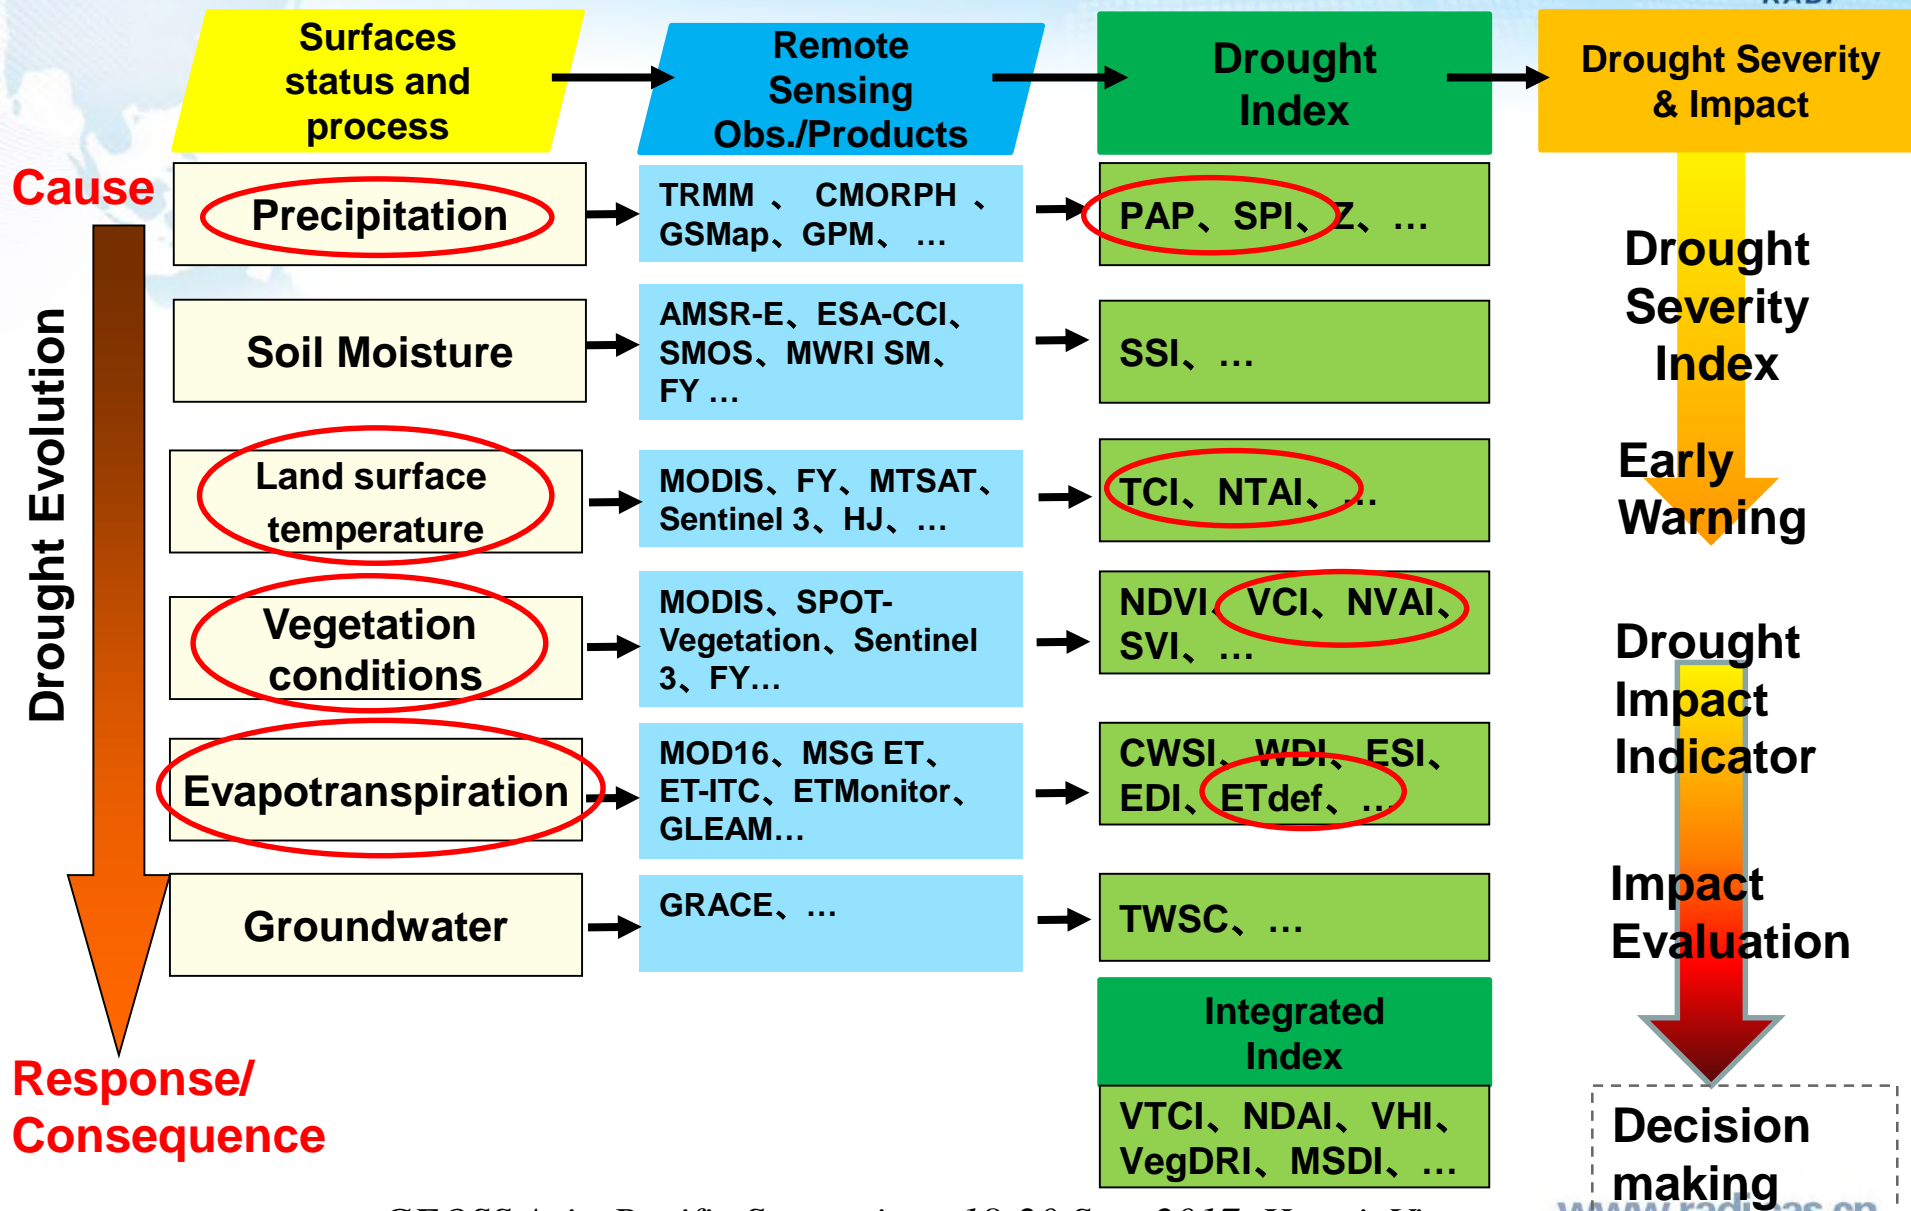 Surfaces
status and
process
Remote
Sensing
Obs./Products
Drought
Index
Drought Severity
& Impact
Cause
Drought Evolution
Response/
Consequence
Precipitation
TRMM 、 CMORPH 、
GSMap、GPM、 …
PAP、SPI、Z、…
Soil Moisture
AMSR-E、ESA-CCI、
SMOS、MWRI SM、
FY …
SSI、…
Land surface
temperature
MODIS、FY、MTSAT、
Sentinel 3、HJ、…
TCI、NTAI、…
Vegetation
conditions
MODIS、SPOT-
Vegetation、Sentinel
3、FY…
NDVI、VCI、NVAI、
SVI、…
Evapotranspiration
MOD16、MSG ET、
ET-ITC、ETMonitor、
GLEAM…
CWSI、WDI、ESI、
EDI、ETdef、…
Groundwater
GRACE、…
TWSC、…
Integrated
Index
VTCI、NDAI、VHI、
VegDRI、MSDI、…
Drought
Severity
Index
Early
Warning
Drought
Impact
Indicator
Impact
Evaluation
Decision
making